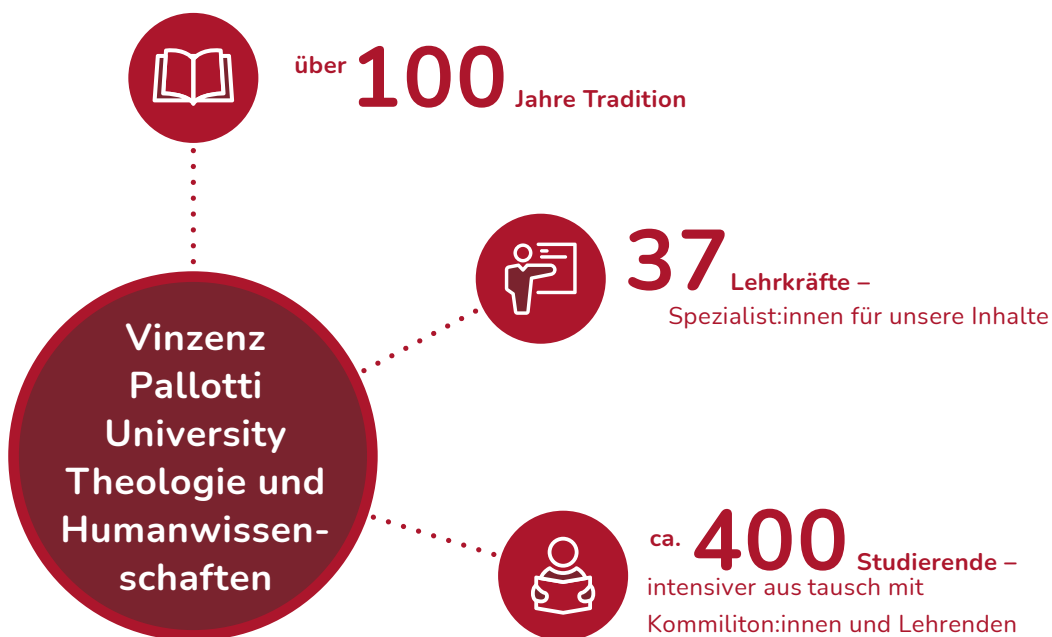 über 100 Jahre Tradition
37 Lehrkräfte –
Spezialist:innen für unsere Inhalte
Vinzenz
Pallotti
University
Theologie und
Humanwissen-
schaften
ca. 400 Studierende –
intensiver aus tausch mit
Kommiliton:innen und Lehrenden